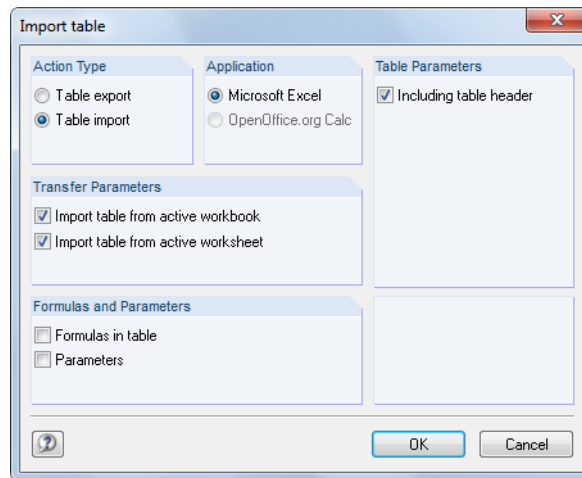 Import table
Action Type
Table export
Table import
Application
Microsoft Excel
OpenOffice.org Calc
Table Parameters
Including table header
Transfer Parameters
Import table from active workbook
Import table from active worksheet
Formulas and Parameters
Formulas in table
Parameters
OK
Cancel